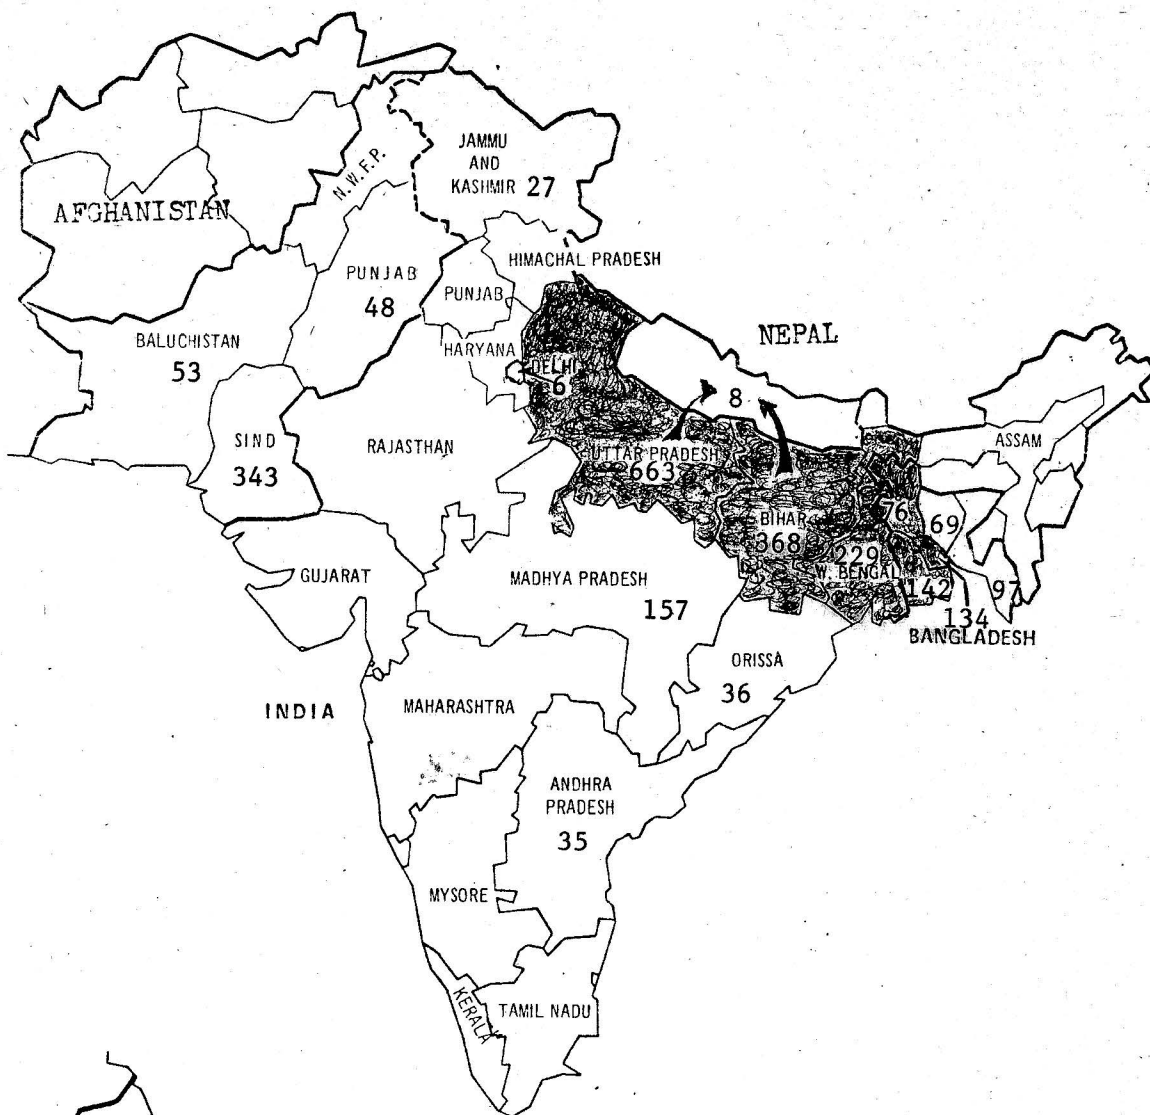 JAMMU
AND
KASHMIR 27
N.W.F.P.
AFGHANISTAN
HIMACHAL PRADESH
PUNJAB
48
PUNJAB
NEPAL
BALUCHISTAN
53
HARYANA
DELHI
6
8
SIND
343
RAJASTHAN
UTTAR PRADESH
663
ASSAM
BIHAR
368
76
69
229
W. BENGAL
142
97
134
BANGLADESH
GUJARAT
MADHYA PRADESH
157
ORISSA
36
INDIA
MAHARASHTRA
ANDHRA
PRADESH
35
MYSORE
KERALA
TAMIL NADU